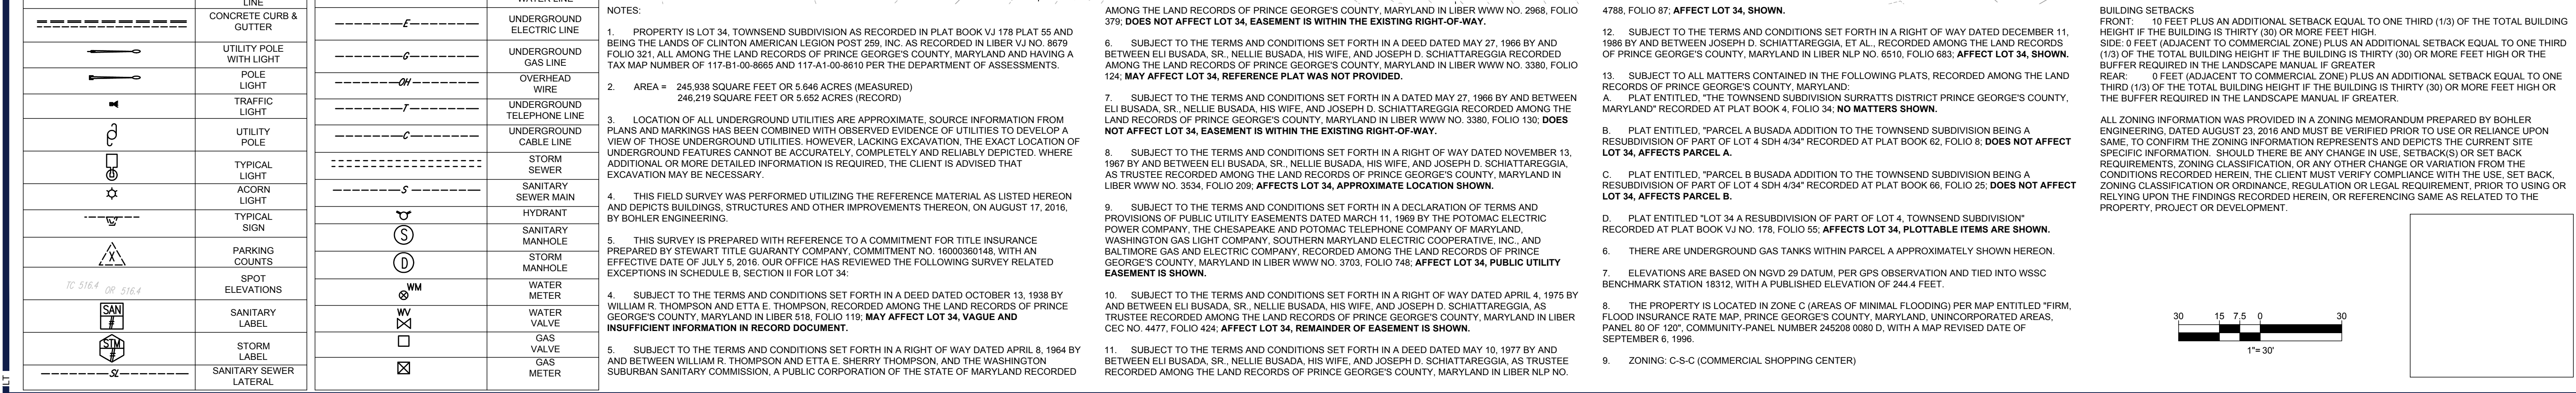 LINE
CONCRETE CURB &
GUTTER
UTILITY POLE
WITH LIGHT
POLE
LIGHT
TRAFFIC
LIGHT
UTILITY
POLE
TYPICAL
LIGHT
ACORN
LIGHT
TYPICAL
SIGN
X
PARKING
COUNTS
TC 516.4 OR 516.4
SPOT
ELEVATIONS
SAN
#
SANITARY
LABEL
STM
#
STORM
LABEL
SL
SANITARY SEWER
LATERAL
WATER LINE
E
UNDERGROUND
ELECTRIC LINE
G
UNDERGROUND
GAS LINE
OH
OVERHEAD
WIRE
T
UNDERGROUND
TELEPHONE LINE
C
UNDERGROUND
CABLE LINE
STORM
SEWER
S
SANITARY
SEWER MAIN
HYDRANT
S
SANITARY
MANHOLE
D
STORM
MANHOLE
WM
WATER
METER
WV
WATER
VALVE
GAS
VALVE
GAS
METER
NOTES:
1. PROPERTY IS LOT 34, TOWNSEND SUBDIVISION AS RECORDED IN PLAT BOOK VJ 178 PLAT 55 AND
BEING THE LANDS OF CLINTON AMERICAN LEGION POST 259, INC. AS RECORDED IN LIBER VJ NO. 8679
FOLIO 321, ALL AMONG THE LAND RECORDS OF PRINCE GEORGE'S COUNTY, MARYLAND AND HAVING A
TAX MAP NUMBER OF 117-B1-00-8665 AND 117-A1-00-8610 PER THE DEPARTMENT OF ASSESSMENTS.
2. AREA = 245,938 SQUARE FEET OR 5.646 ACRES (MEASURED)
246,219 SQUARE FEET OR 5.652 ACRES (RECORD)
3. LOCATION OF ALL UNDERGROUND UTILITIES ARE APPROXIMATE, SOURCE INFORMATION FROM
PLANS AND MARKINGS HAS BEEN COMBINED WITH OBSERVED EVIDENCE OF UTILITIES TO DEVELOP A
VIEW OF THOSE UNDERGROUND UTILITIES. HOWEVER, LACKING EXCAVATION, THE EXACT LOCATION OF
UNDERGROUND FEATURES CANNOT BE ACCURATELY, COMPLETELY AND RELIABLY DEPICTED. WHERE
ADDITIONAL OR MORE DETAILED INFORMATION IS REQUIRED, THE CLIENT IS ADVISED THAT
EXCAVATION MAY BE NECESSARY.
4. THIS FIELD SURVEY WAS PERFORMED UTILIZING THE REFERENCE MATERIAL AS LISTED HEREON
AND DEPICTS BUILDINGS, STRUCTURES AND OTHER IMPROVEMENTS THEREON, ON AUGUST 17, 2016,
BY BOHLER ENGINEERING.
5. THIS SURVEY IS PREPARED WITH REFERENCE TO A COMMITMENT FOR TITLE INSURANCE
PREPARED BY STEWART TITLE GUARANTY COMPANY, COMMITMENT NO. 16000360148, WITH AN
EFFECTIVE DATE OF JULY 5, 2016. OUR OFFICE HAS REVIEWED THE FOLLOWING SURVEY RELATED
EXCEPTIONS IN SCHEDULE B, SECTION II FOR LOT 34:
4. SUBJECT TO THE TERMS AND CONDITIONS SET FORTH IN A DEED DATED OCTOBER 13, 1938 BY
WILLIAM R. THOMPSON AND ETTA E. THOMPSON, RECORDED AMONG THE LAND RECORDS OF PRINCE
GEORGE'S COUNTY, MARYLAND IN LIBER 518, FOLIO 119; MAY AFFECT LOT 34, VAGUE AND
INSUFFICIENT INFORMATION IN RECORD DOCUMENT.
5. SUBJECT TO THE TERMS AND CONDITIONS SET FORTH IN A RIGHT OF WAY DATED APRIL 8, 1964 BY
AND BETWEEN WILLIAM R. THOMPSON AND ETTA E. SHERRY THOMPSON, AND THE WASHINGTON
SUBURBAN SANITARY COMMISSION, A PUBLIC CORPORATION OF THE STATE OF MARYLAND RECORDED
AMONG THE LAND RECORDS OF PRINCE GEORGE'S COUNTY, MARYLAND IN LIBER WWW NO. 2968, FOLIO
379; DOES NOT AFFECT LOT 34, EASEMENT IS WITHIN THE EXISTING RIGHT-OF-WAY.
6. SUBJECT TO THE TERMS AND CONDITIONS SET FORTH IN A DEED DATED MAY 27, 1966 BY AND
BETWEEN ELI BUSADA, SR., NELLIE BUSADA, HIS WIFE, AND JOSEPH D. SCHIATTAREGGIA, RECORDED
AMONG THE LAND RECORDS OF PRINCE GEORGE'S COUNTY, MARYLAND IN LIBER WWW NO. 3380, FOLIO
124; MAY AFFECT LOT 34, REFERENCE PLAT WAS NOT PROVIDED.
7. SUBJECT TO THE TERMS AND CONDITIONS SET FORTH IN A DATED MAY 27, 1966 BY AND BETWEEN
ELI BUSADA, SR., NELLIE BUSADA, HIS WIFE, AND JOSEPH D. SCHIATTAREGGIA RECORDED AMONG THE
LAND RECORDS OF PRINCE GEORGE'S COUNTY, MARYLAND IN LIBER WWW NO. 3380, FOLIO 130; DOES
NOT AFFECT LOT 34, EASEMENT IS WITHIN THE EXISTING RIGHT-OF-WAY.
8. SUBJECT TO THE TERMS AND CONDITIONS SET FORTH IN A RIGHT OF WAY DATED NOVEMBER 13,
1967 BY AND BETWEEN ELI BUSADA, SR., NELLIE BUSADA, HIS WIFE, AND JOSEPH D. SCHIATTAREGGIA,
AS TRUSTEE RECORDED AMONG THE LAND RECORDS OF PRINCE GEORGE'S COUNTY, MARYLAND IN
LIBER WWW NO. 3534, FOLIO 209; AFFECTS LOT 34, APPROXIMATE LOCATION SHOWN.
9. SUBJECT TO THE TERMS AND CONDITIONS SET FORTH IN A DECLARATION OF TERMS AND
PROVISIONS OF PUBLIC UTILITY EASEMENTS DATED MARCH 11, 1969 BY THE POTOMAC ELECTRIC
POWER COMPANY, THE CHESAPEAKE AND POTOMAC TELEPHONE COMPANY OF MARYLAND,
WASHINGTON GAS LIGHT COMPANY, SOUTHERN MARYLAND ELECTRIC COOPERATIVE, INC., AND
BALTIMORE GAS AND ELECTRIC COMPANY, RECORDED AMONG THE LAND RECORDS OF PRINCE
GEORGE'S COUNTY, MARYLAND IN LIBER WWW NO. 3703, FOLIO 748; AFFECT LOT 34, PUBLIC UTILITY
EASEMENT IS SHOWN.
10. SUBJECT TO THE TERMS AND CONDITIONS SET FORTH IN A RIGHT OF WAY DATED APRIL 4, 1975 BY
AND BETWEEN ELI BUSADA, SR., NELLIE BUSADA, HIS WIFE, AND JOSEPH D. SCHIATTAREGGIA, AS
TRUSTEE RECORDED AMONG THE LAND RECORDS OF PRINCE GEORGE'S COUNTY, MARYLAND IN LIBER
CEC NO. 4477, FOLIO 424; AFFECT LOT 34, REMAINDER OF EASEMENT IS SHOWN.
11. SUBJECT TO THE TERMS AND CONDITIONS SET FORTH IN A DEED DATED MAY 10, 1977 AND BY
BETWEEN ELI BUSADA, SR., NELLIE BUSADA, HIS WIFE, AND JOSEPH D. SCHIATTAREGGIA, AS TRUSTEE
RECORDED AMONG THE LAND RECORDS OF PRINCE GEORGE'S COUNTY, MARYLAND IN LIBER NLP NO.
4788, FOLIO 87; AFFECT LOT 34, SHOWN.
12. SUBJECT TO THE TERMS AND CONDITIONS SET FORTH IN A RIGHT OF WAY DATED DECEMBER 11,
1986 BY AND BETWEEN JOSEPH D. SCHIATTAREGGIA, ET AL., RECORDED AMONG THE LAND RECORDS
OF PRINCE GEORGE'S COUNTY, MARYLAND IN LIBER NLP NO. 6510, FOLIO 683; AFFECT LOT 34, SHOWN.
13. SUBJECT TO ALL MATTERS CONTAINED IN THE FOLLOWING PLATS, RECORDED AMONG THE LAND
RECORDS OF PRINCE GEORGE'S COUNTY, MARYLAND:
A. PLAT ENTITLED, "THE TOWNSEND SUBDIVISION SURRATTS DISTRICT PRINCE GEORGE'S COUNTY,
MARYLAND" RECORDED AT PLAT BOOK 4, FOLIO 34; NO MATTERS SHOWN.
B. PLAT ENTITLED, "PARCEL A BUSADA ADDITION TO THE TOWNSEND SUBDIVISION BEING A
RESUBDIVISION OF PART OF LOT 4 SDH 4/34" RECORDED AT PLAT BOOK 62, FOLIO 8; DOES NOT AFFECT
LOT 34, AFFECTS PARCEL A.
C. PLAT ENTITLED, "PARCEL B BUSADA ADDITION TO THE TOWNSEND SUBDIVISION BEING A
RESUBDIVISION OF PART OF LOT 4 SDH 4/34" RECORDED AT PLAT BOOK 66, FOLIO 25; DOES NOT AFFECT
LOT 34, AFFECTS PARCEL B.
D. PLAT ENTITLED "LOT 34 A RESUBDIVISION OF PART OF LOT 4, TOWNSEND SUBDIVISION"
RECORDED AT PLAT BOOK VJ NO. 178, FOLIO 55; AFFECTS LOT 34, PLOTTABLE ITEMS ARE SHOWN.
6. THERE ARE UNDERGROUND GAS TANKS WITHIN PARCEL A APPROXIMATELY SHOWN HEREON.
7. ELEVATIONS ARE BASED ON NGVD 29 DATUM, PER GPS OBSERVATION AND TIED INTO WSSC
BENCHMARK STATION 18312, WITH A PUBLISHED ELEVATION OF 244.4 FEET.
8. THE PROPERTY IS LOCATED IN ZONE C (AREAS OF MINIMAL FLOODING) PER MAP ENTITLED "FIRM,
FLOOD INSURANCE RATE MAP, PRINCE GEORGE'S COUNTY, MARYLAND, UNINCORPORATED AREAS,
PANEL 80 OF 120", COMMUNITY-PANEL NUMBER 245208 0080 D, WITH A MAP REVISED DATE OF
SEPTEMBER 6, 1996.
9. ZONING: C-S-C (COMMERCIAL SHOPPING CENTER)
BUILDING SETBACKS
FRONT: 10 FEET PLUS AN ADDITIONAL SETBACK EQUAL TO ONE THIRD (1/3) OF THE TOTAL BUILDING
HEIGHT IF THE BUILDING IS THIRTY (30) OR MORE FEET HIGH.
SIDE: 0 FEET (ADJACENT TO COMMERCIAL ZONE) PLUS AN ADDITIONAL SETBACK EQUAL TO ONE THIRD
(1/3) OF THE TOTAL BUILDING HEIGHT IF THE BUILDING IS THIRTY (30) OR MORE FEET HIGH OR THE
BUFFER REQUIRED IN THE LANDSCAPE MANUAL IF GREATER
REAR: 0 FEET (ADJACENT TO COMMERCIAL ZONE) PLUS AN ADDITIONAL SETBACK EQUAL TO ONE
THIRD (1/3) OF THE TOTAL BUILDING HEIGHT IF THE BUILDING IS THIRTY (30) OR MORE FEET HIGH OR
THE BUFFER REQUIRED IN THE LANDSCAPE MANUAL IF GREATER.
ALL ZONING INFORMATION WAS PROVIDED IN A ZONING MEMORANDUM PREPARED BY BOHLER
ENGINEERING, DATED AUGUST 23, 2016 AND MUST BE VERIFIED PRIOR TO USE OR RELIANCE UPON
SAME, TO CONFIRM THE ZONING INFORMATION REPRESENTS AND DEPICTS THE CURRENT SITE
SPECIFIC INFORMATION. SHOULD THERE BE ANY CHANGE IN USE, SETBACK(S) OR SET BACK
REQUIREMENTS, ZONING CLASSIFICATION, OR ANY OTHER CHANGE OR VARIATION FROM THE
CONDITIONS RECORDED HEREIN, THE CLIENT MUST VERIFY COMPLIANCE WITH THE USE, SET BACK,
ZONING CLASSIFICATION OR ORDINANCE, REGULATION OR LEGAL REQUIREMENT, PRIOR TO USING OR
RELYING UPON THE FINDINGS RECORDED HEREIN, OR REFERENCING SAME AS RELATED TO THE
PROPERTY, PROJECT OR DEVELOPMENT.
30 15 7.5 0 30
1"= 30'
LT